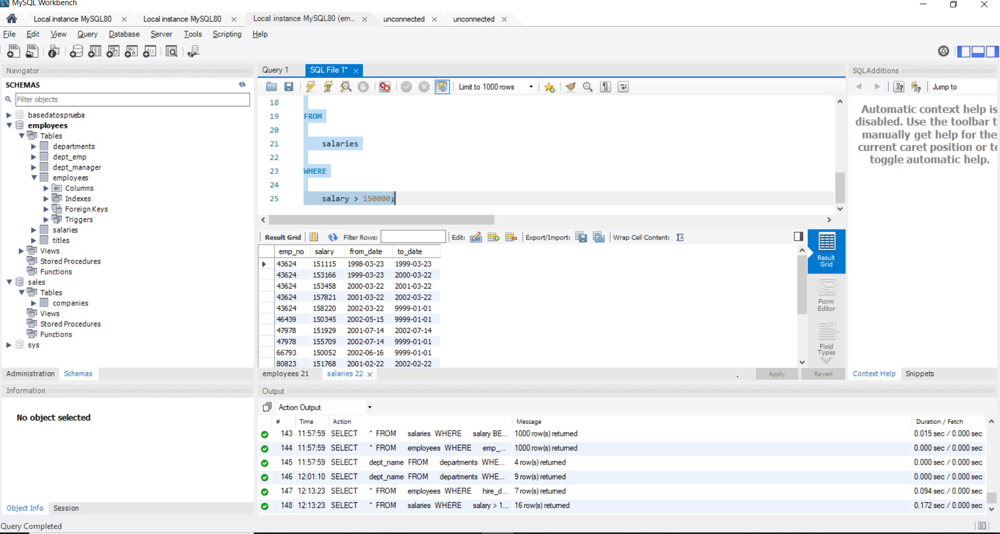 MySQL Workbench
Local instance MySQL80
Local instance MySQL80
Local instance MySQL80 (em...
unconnected
unconnected
File Edit View Query Database Server Tools Scripting Help
Navigator
SCHEMAS
Filter objects
basedatosprueba
employees
Tables
departments
dept_emp
dept_manager
employees
Columns
Indexes
Foreign Keys
Triggers
salaries
titles
Views
Stored Procedures
Functions
sales
Tables
companies
Views
Stored Procedures
Functions
sys
Administration Schemas
Information
No object selected
Object Info Session
Query Completed
Query 1 SQL File 1*
Limit to 1000 rows
18
19 FROM
20
21 salaries
22
23 WHERE
24
25 salary > 150000;
Result Grid Filter Rows: Edit: Export/Import: Wrap Cell Content:
emp_no salary from_date to_date
43624 151115 1998-03-23 1999-03-23
43624 153166 1999-03-23 2000-03-22
43624 153458 2000-03-22 2001-03-22
43624 157821 2001-03-22 2002-03-22
43624 158220 2002-03-22 9999-01-01
46439 150345 2002-05-15 9999-01-01
47978 151929 2001-07-14 2002-07-14
47978 155709 2002-07-14 9999-01-01
66793 150052 2002-06-16 9999-01-01
80823 151768 2001-02-22 2002-02-22
Result
Grid
Form
Editor
Field
Types
employees 21 salaries 22
Apply Revert
SQLAdditions
Jump to
Automatic context help is
disabled. Use the toolbar t
manually get help for the
current caret position or to
toggle automatic help.
Context Help Snippets
Output
Action Output
# Time Action Message Duration / Fetch
143 11:57:59 SELECT * FROM salaries WHERE salary BE... 1000 row(s) returned 0.015 sec / 0.000 sec
144 11:57:59 SELECT * FROM employees WHERE emp_... 1000 row(s) returned 0.000 sec / 0.000 sec
145 11:57:59 SELECT dept_name FROM departments WHE... 4 row(s) returned 0.000 sec / 0.000 sec
146 12:01:10 SELECT dept_name FROM departments WHE... 9 row(s) returned 0.000 sec / 0.000 sec
147 12:13:23 SELECT * FROM employees WHERE hire_d... 7 row(s) returned 0.094 sec / 0.000 sec
148 12:13:23 SELECT * FROM salaries WHERE salary > 1... 16 row(s) returned 0.172 sec / 0.000 sec